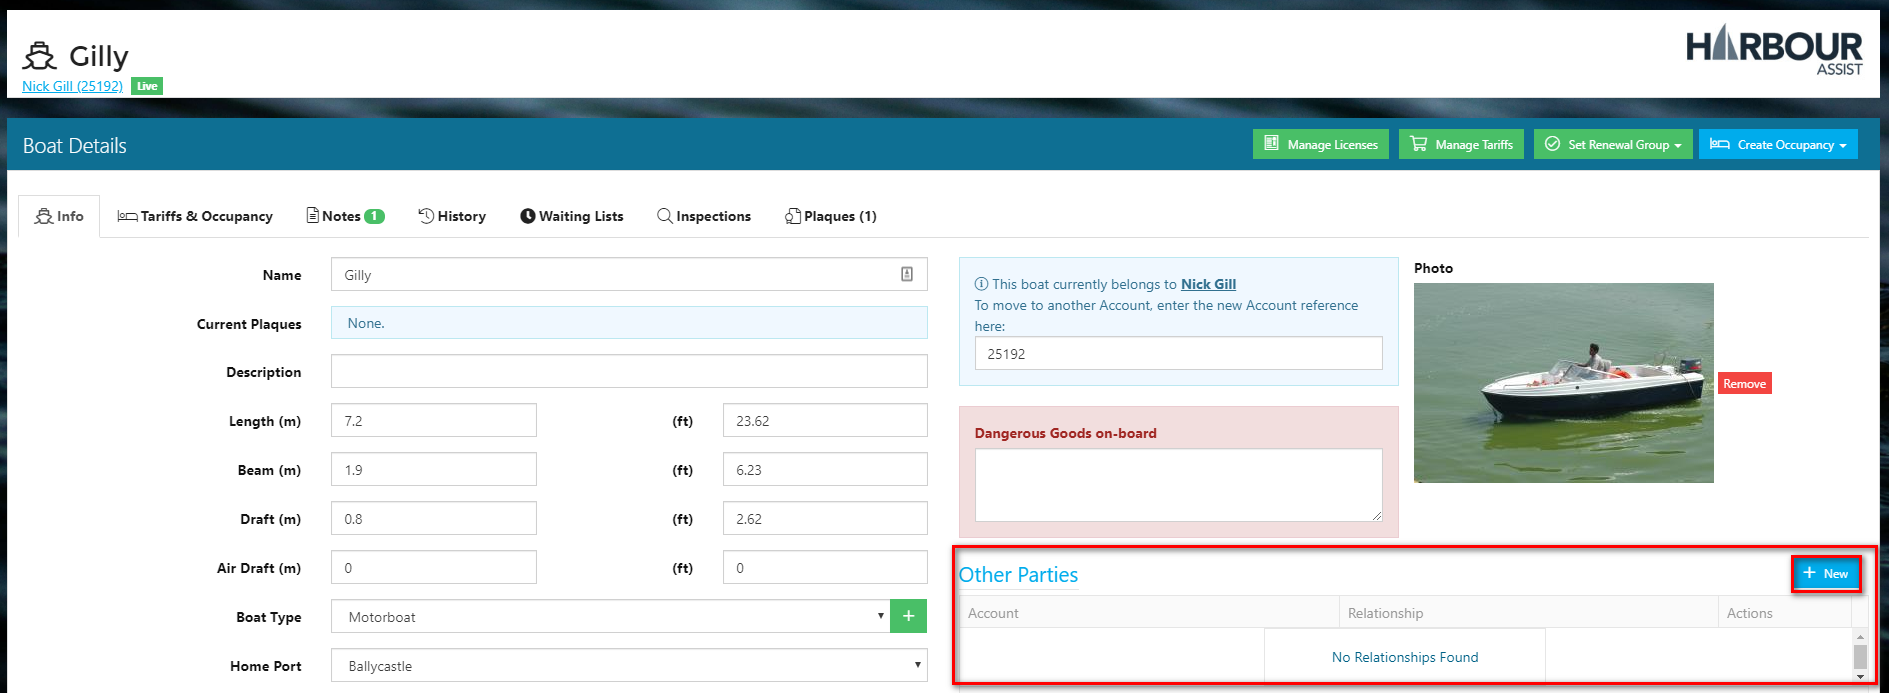 Gilly
Nick Gill (25192) Live
HARBOUR
ASSIST
Boat Details
Manage Licenses
Manage Tariffs
Set Renewal Group
Create Occupancy
Info
Tariffs & Occupancy
Notes 1
History
Waiting Lists
Inspections
Plaques (1)
Name
Gilly
Current Plaques
None.
Description
Length (m)
7.2
(ft)
23.62
Beam (m)
1.9
(ft)
6.23
Draft (m)
0.8
(ft)
2.62
Air Draft (m)
0
(ft)
0
Boat Type
Motorboat
+
Home Port
Ballycastle
This boat currently belongs to Nick Gill
To move to another Account, enter the new Account reference
here:
25192
Dangerous Goods on-board
Photo
Remove
Other Parties
+ New
Account
Relationship
Actions
No Relationships Found